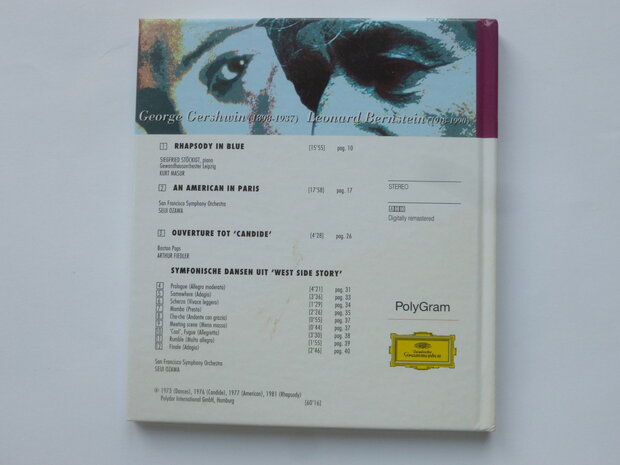 George Gershwin (1898-1937) Leonard Bernstein (1918-1990)
1 RHAPSODY IN BLUE [15'55] pag. 10
SIEGFRIED STÖCKIGT, piano
Gewandhausorchester Leipzig
KURT MASUR
2 AN AMERICAN IN PARIS [17'58] pag. 17
San Francisco Symphony Orchestra
SEIJI OZAWA
STEREO
ADD
Digitally remastered
3 OUVERTURE TOT 'CANDIDE' [4'28] pag. 26
Boston Pops
ARTHUR FIEDLER
SYMFONISCHE DANSEN UIT 'WEST SIDE STORY'
4 Prologue (Allegro moderato) [4'21] pag. 31
5 Somewhere (Adagio) [3'36] pag. 33
6 Scherzo (Vivace leggiero) [1'29] pag. 34
7 Mambo (Presto) [2'26] pag. 35
8 Cha-cha (Andante con grazia) [0'55] pag. 37
9 Meeting scene (Meno mosso) [0'44] pag. 37
10 'Cool', Fugue (Allegretto) [3'30] pag. 38
11 Rumble (Molto allegro) [1'55] pag. 39
12 Finale (Adagio) [2'46] pag. 40
San Francisco Symphony Orchestra
SEIJI OZAWA
PolyGram
Deutsche
Grammophon
℗ 1973 (Dances), 1976 (Candide), 1977 (American), 1981 (Rhapsody)
Polydor International GmbH, Hamburg [60'16]